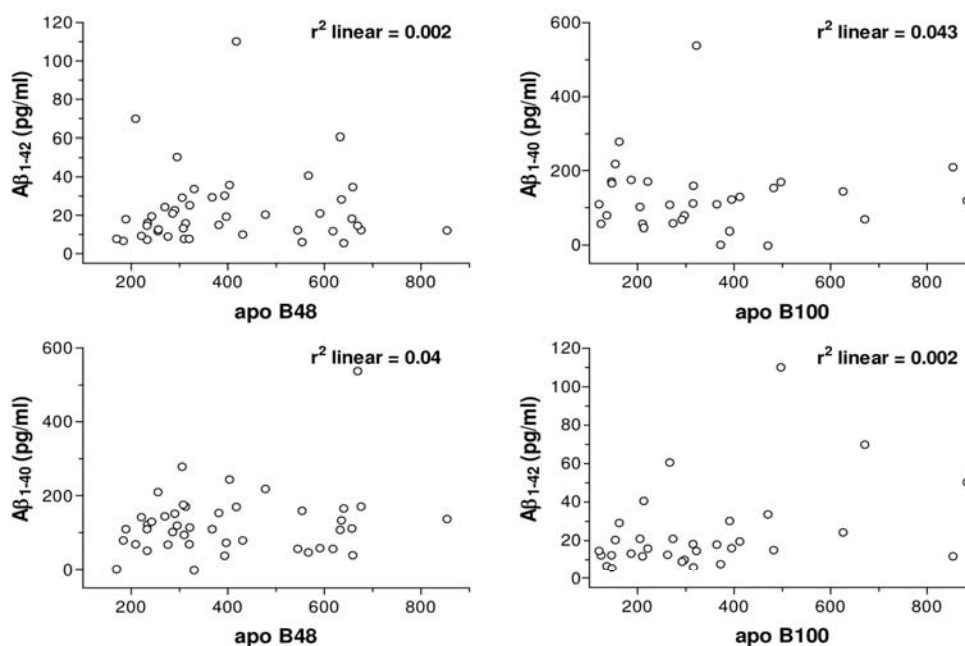 r² linear = 0.002
Aβ₁₋₄₂ (pg/ml)
120
100
80
60
40
20
0
200 400 600 800
apo B48
r² linear = 0.043
Aβ₁₋₄₀ (pg/ml)
600
400
200
0
200 400 600 800
apo B100
r² linear = 0.04
Aβ₁₋₄₀ (pg/ml)
600
400
200
0
200 400 600 800
apo B48
r² linear = 0.002
Aβ₁₋₄₂ (pg/ml)
120
100
80
60
40
20
0
200 400 600 800
apo B100